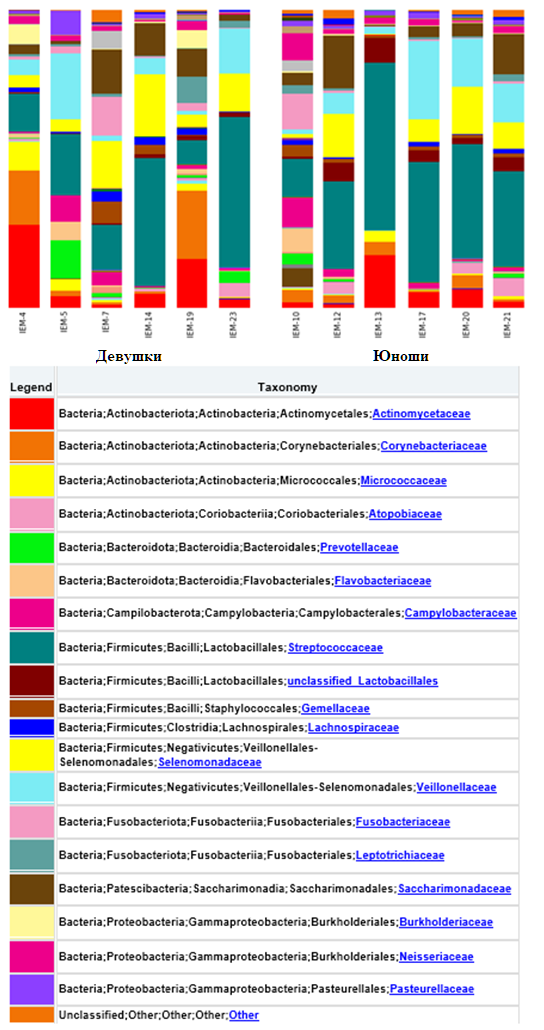 IEM-4 IEM-5 IEM-7 IEM-14 IEM-19 IEM-23 IEM-10 IEM-12 IEM-13 IEM-17 IEM-20 IEM-21
Девушки Юноши
Legend Taxonomy
Bacteria;Actinobacteriota;Actinobacteria;Actinomycetales;Actinomycetaceae
Bacteria;Actinobacteriota;Actinobacteria;Corynebacteriales;Corynebacteriaceae
Bacteria;Actinobacteriota;Actinobacteria;Micrococcales;Micrococcaceae
Bacteria;Actinobacteriota;Coriobacteriia;Coriobacteriales;Atopobiaceae
Bacteria;Bacteroidota;Bacteroidia;Bacteroidales;Prevotellaceae
Bacteria;Bacteroidota;Bacteroidia;Flavobacteriales;Flavobacteriaceae
Bacteria;Campilobacterota;Campylobacteria;Campylobacterales;Campylobacteraceae
Bacteria;Firmicutes;Bacilli;Lactobacillales;Streptococcaceae
Bacteria;Firmicutes;Bacilli;Lactobacillales;unclassified_Lactobacillales
Bacteria;Firmicutes;Bacilli;Staphylococcales;Gemellaceae
Bacteria;Firmicutes;Clostridia;Lachnospirales;Lachnospiraceae
Bacteria;Firmicutes;Negativicutes;Veillonellales-
Selenomonadales;Selenomonadaceae
Bacteria;Firmicutes;Negativicutes;Veillonellales-Selenomonadales;Veillonellaceae
Bacteria;Fusobacteriota;Fusobacteriia;Fusobacteriales;Fusobacteriaceae
Bacteria;Fusobacteriota;Fusobacteriia;Fusobacteriales;Leptotrichiaceae
Bacteria;Patescibacteria;Saccharimonadia;Saccharimonadales;Saccharimonadaceae
Bacteria;Proteobacteria;Gammaproteobacteria;Burkholderiales;Burkholderiaceae
Bacteria;Proteobacteria;Gammaproteobacteria;Burkholderiales;Neisseriaceae
Bacteria;Proteobacteria;Gammaproteobacteria;Pasteurellales;Pasteurellaceae
Unclassified;Other;Other;Other;Other